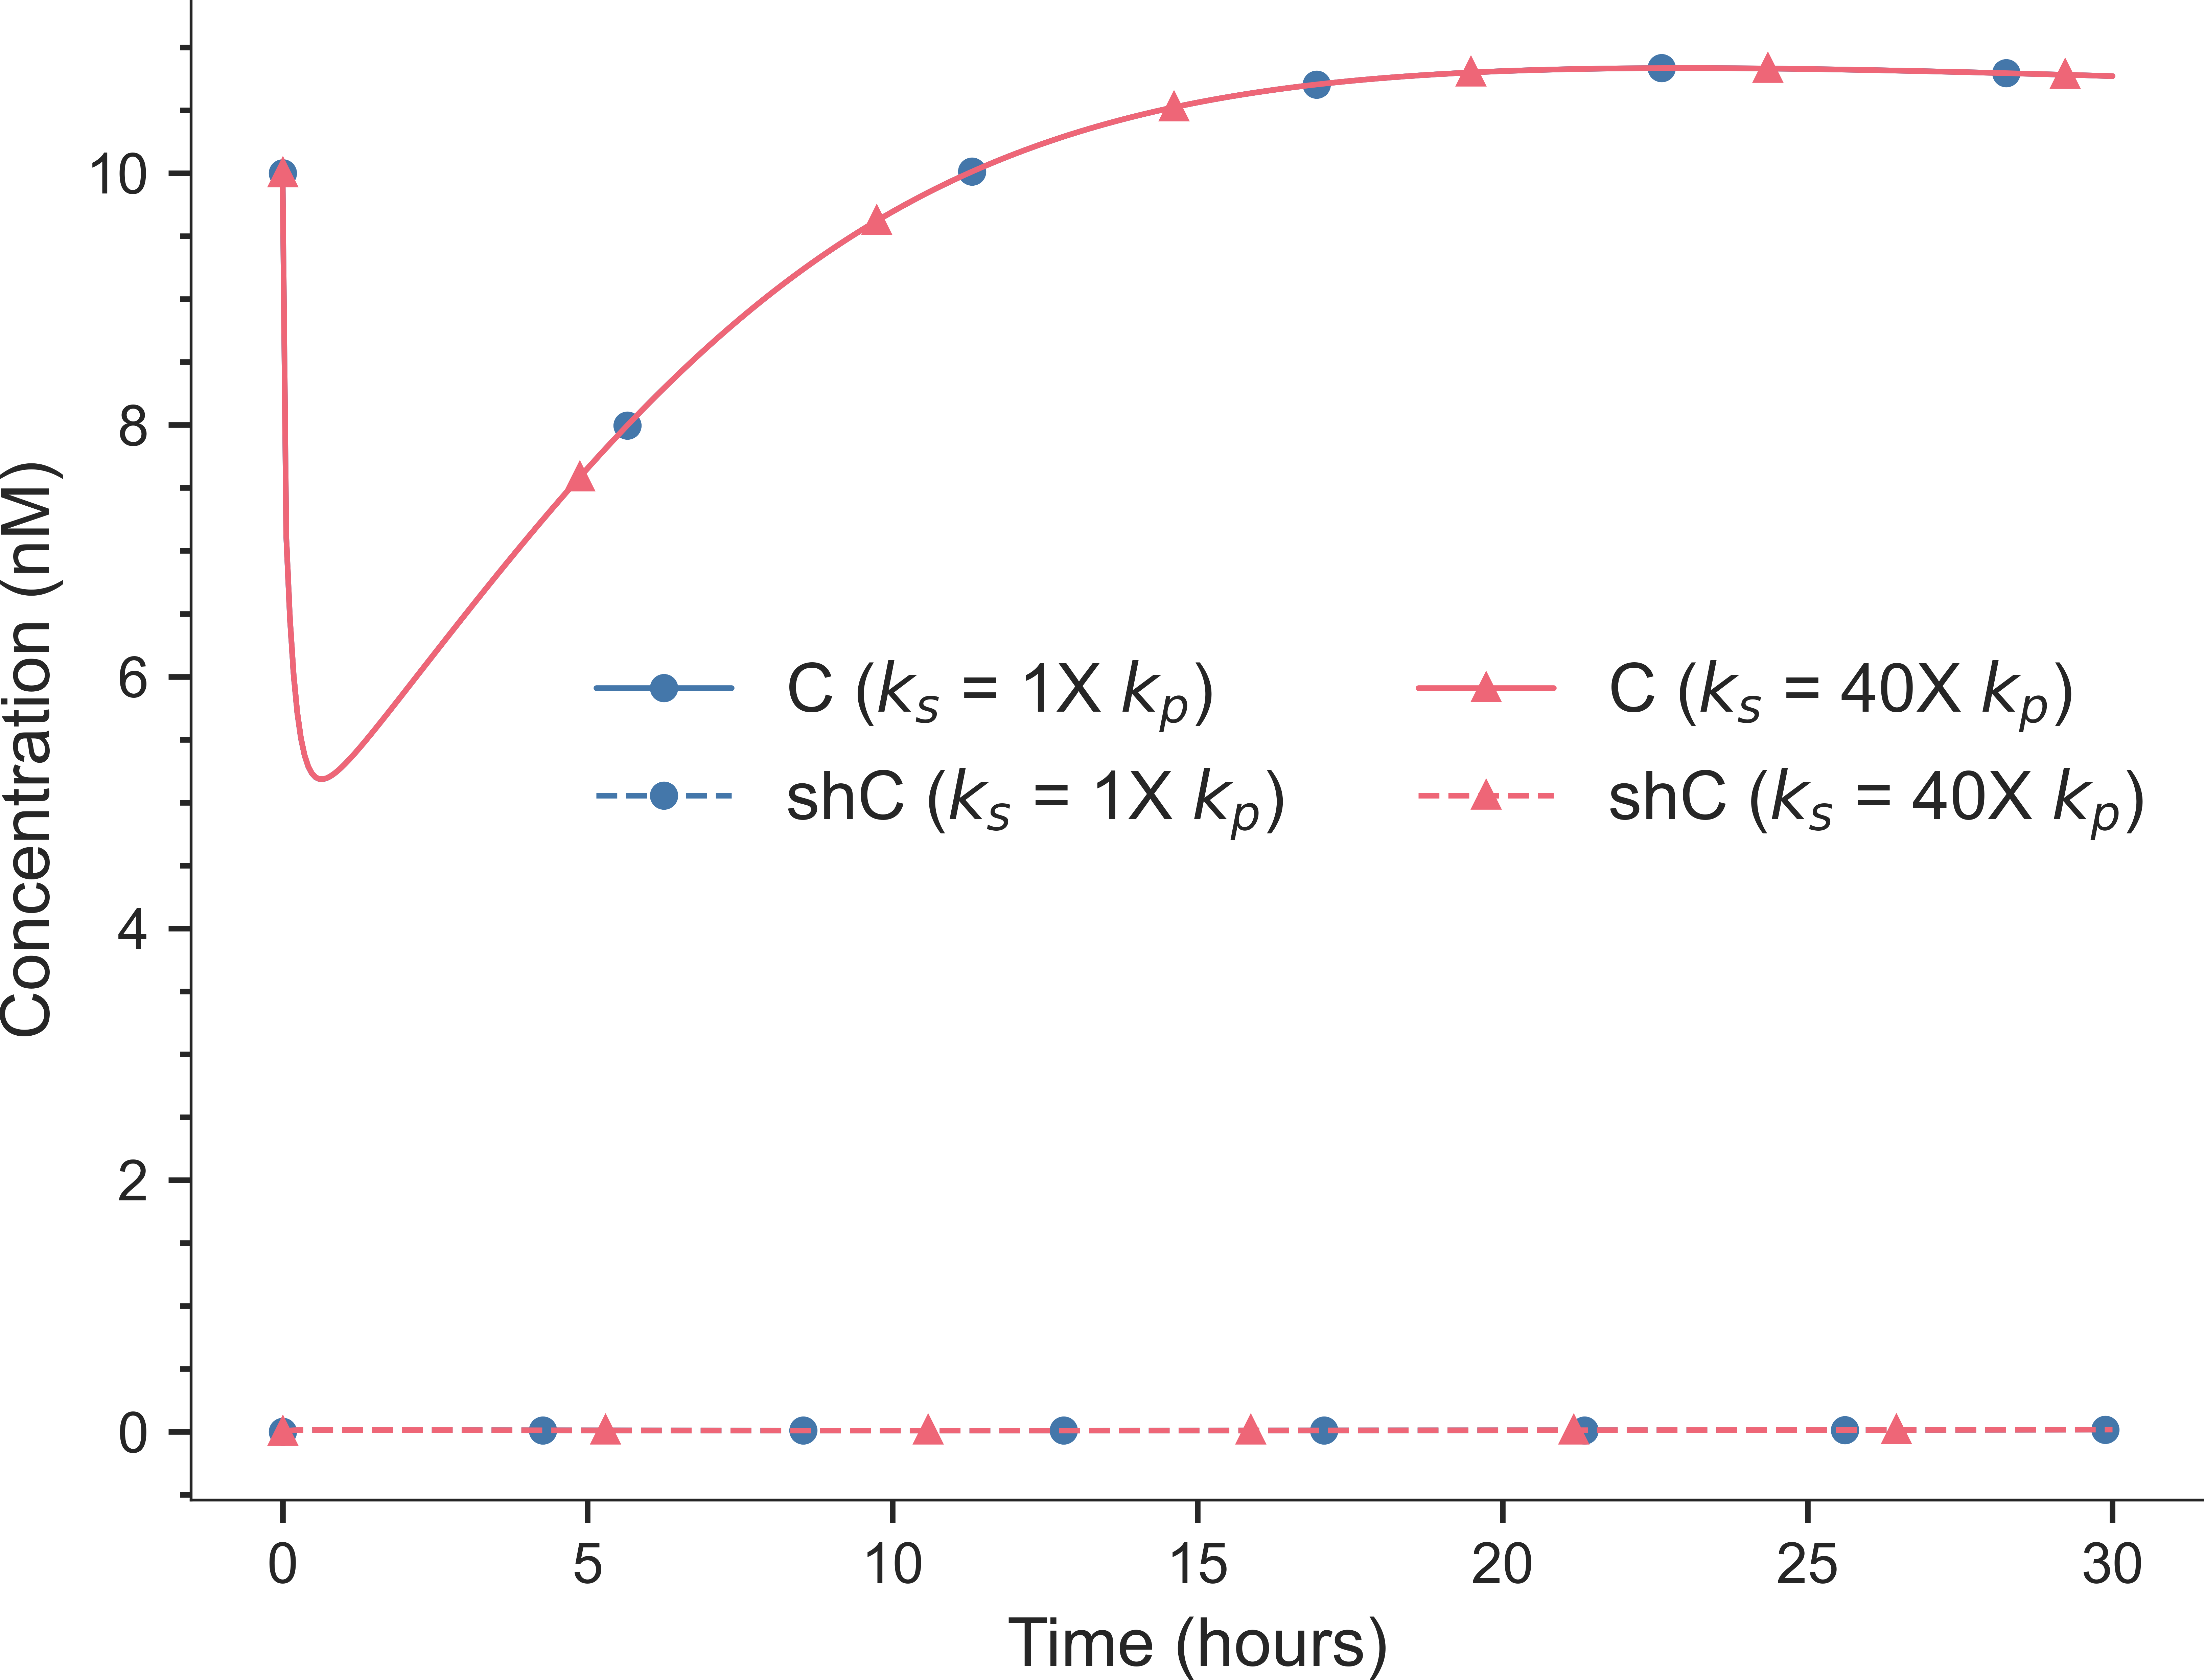 Concentration (nM)
10
8
6
4
2
0
C (kₛ = 1X kₚ)
C (kₛ = 40X kₚ)
shC (kₛ = 1X kₚ)
shC (kₛ = 40X kₚ)
0 5 10 15 20 25 30
Time (hours)